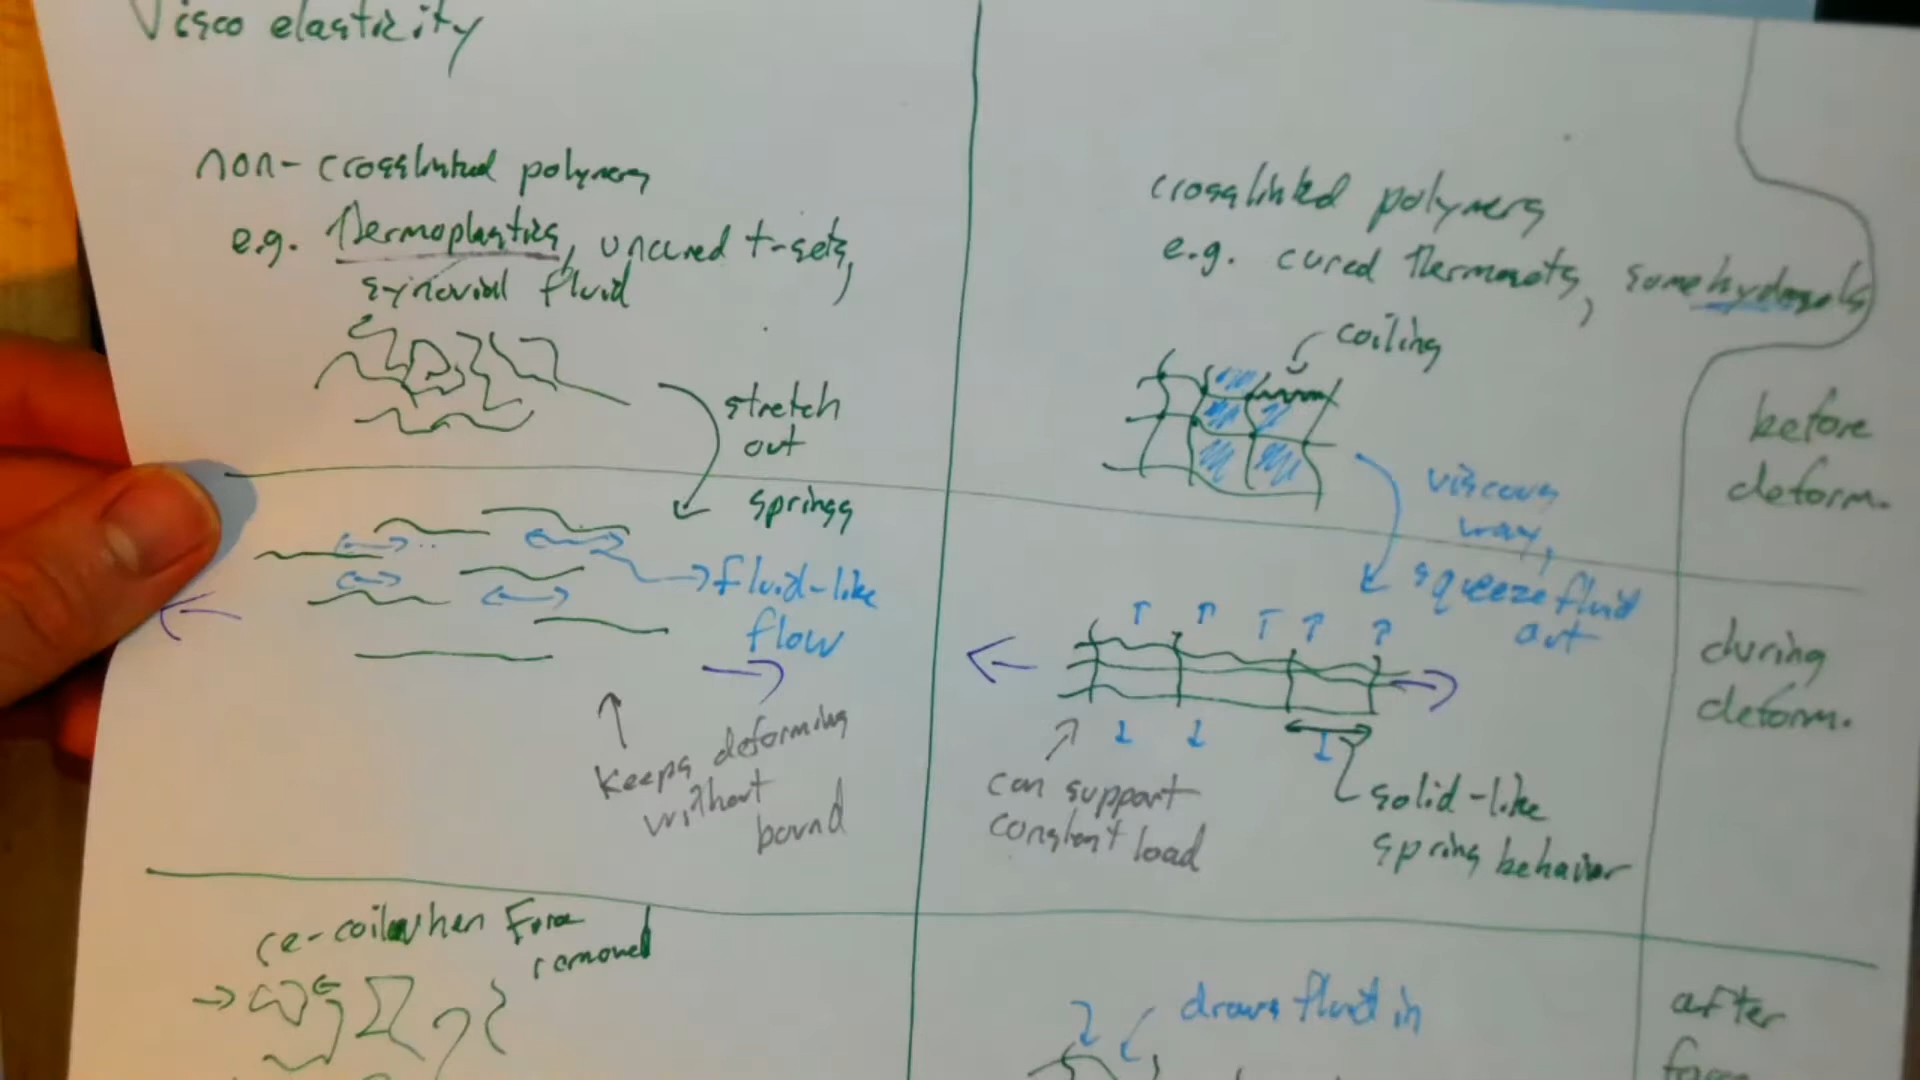 Visco elasticity
non-crosslinked polymers
e.g. thermoplastics, uncured t-sets,
synovial fluid
stretch
out
springs
fluid-like
flow
keeps deforming
without
bound
re-coil when Force
removed
crosslinked polymers
e.g. cured thermosets, some hydrogels
coiling
viscous
way,
squeeze fluid
out
can support
constant load
solid-like
spring behavior
draws fluid in
before
deform.
during
deform.
after